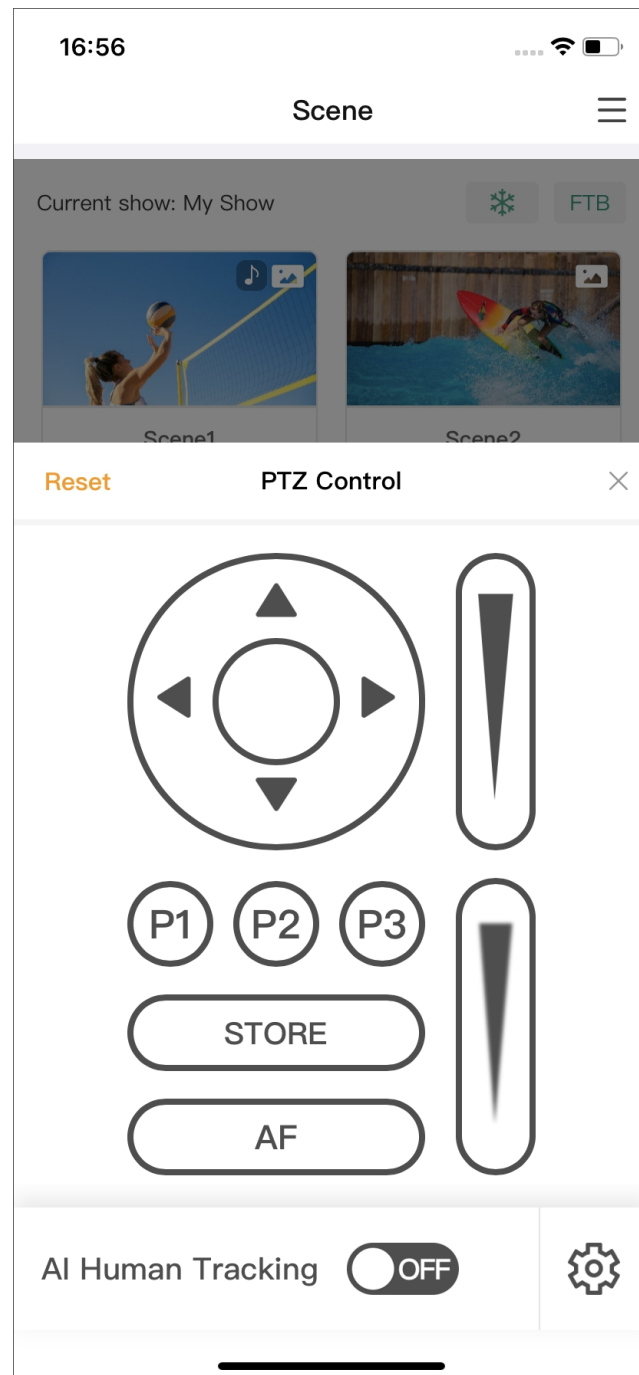 16:56
Scene
Current show: My Show
FTB
Scene1 Scene2
Reset PTZ Control
P1 P2 P3
STORE
AF
AI Human Tracking OFF